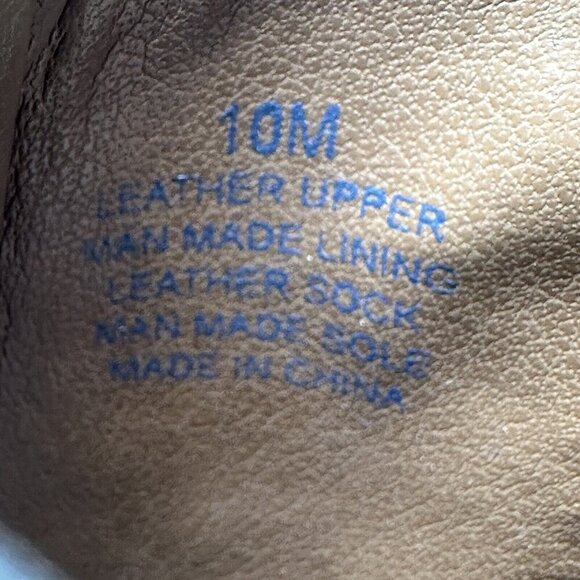 10M
LEATHER UPPER
MAN MADE LINING
LEATHER SOCK
MAN MADE SOLE
MADE IN CHINA